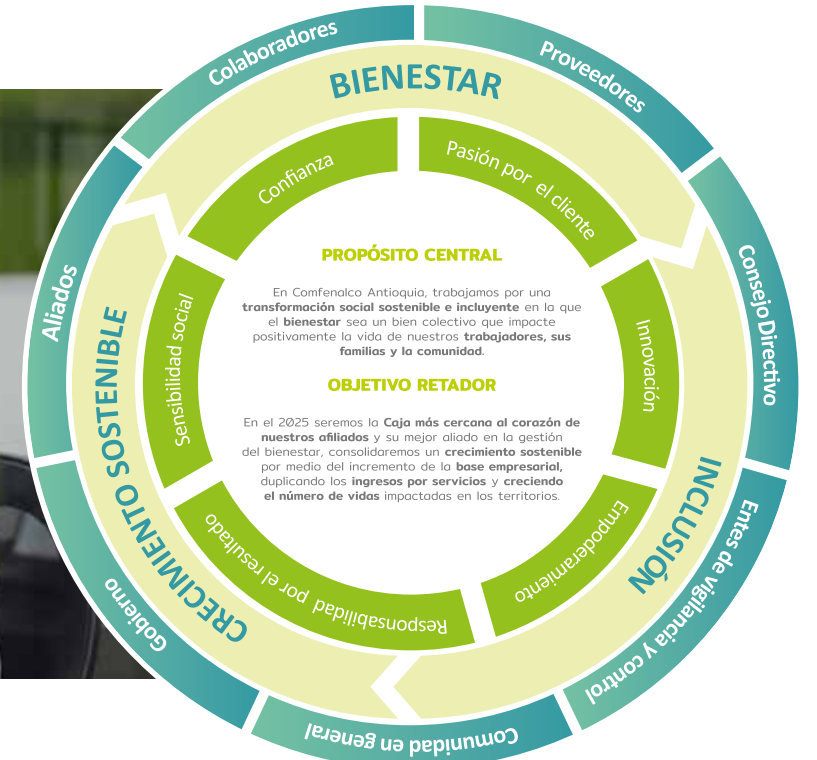 Colaboradores
Proveedores
Consejo Directivo
Entes de vigilancia y control
Comunidad en general
Gobierno
Aliados
BIENESTAR
INCLUSIÓN
CRECIMIENTO SOSTENIBLE
Confianza
Pasión por el cliente
Innovación
Empoderamiento
Responsabilidad por el resultado
Sensibilidad social
PROPÓSITO CENTRAL
En Comfenalco Antioquia, trabajamos por una
transformación social sostenible e incluyente en la que
el bienestar sea un bien colectivo que impacte
positivamente la vida de nuestros trabajadores, sus
familias y la comunidad.
OBJETIVO RETADOR
En el 2025 seremos la Caja más cercana al corazón de
nuestros afiliados y su mejor aliado en la gestión
del bienestar, consolidaremos un crecimiento sostenible
por medio del incremento de la base empresarial,
duplicando los ingresos por servicios y creciendo
el número de vidas impactadas en los territorios.